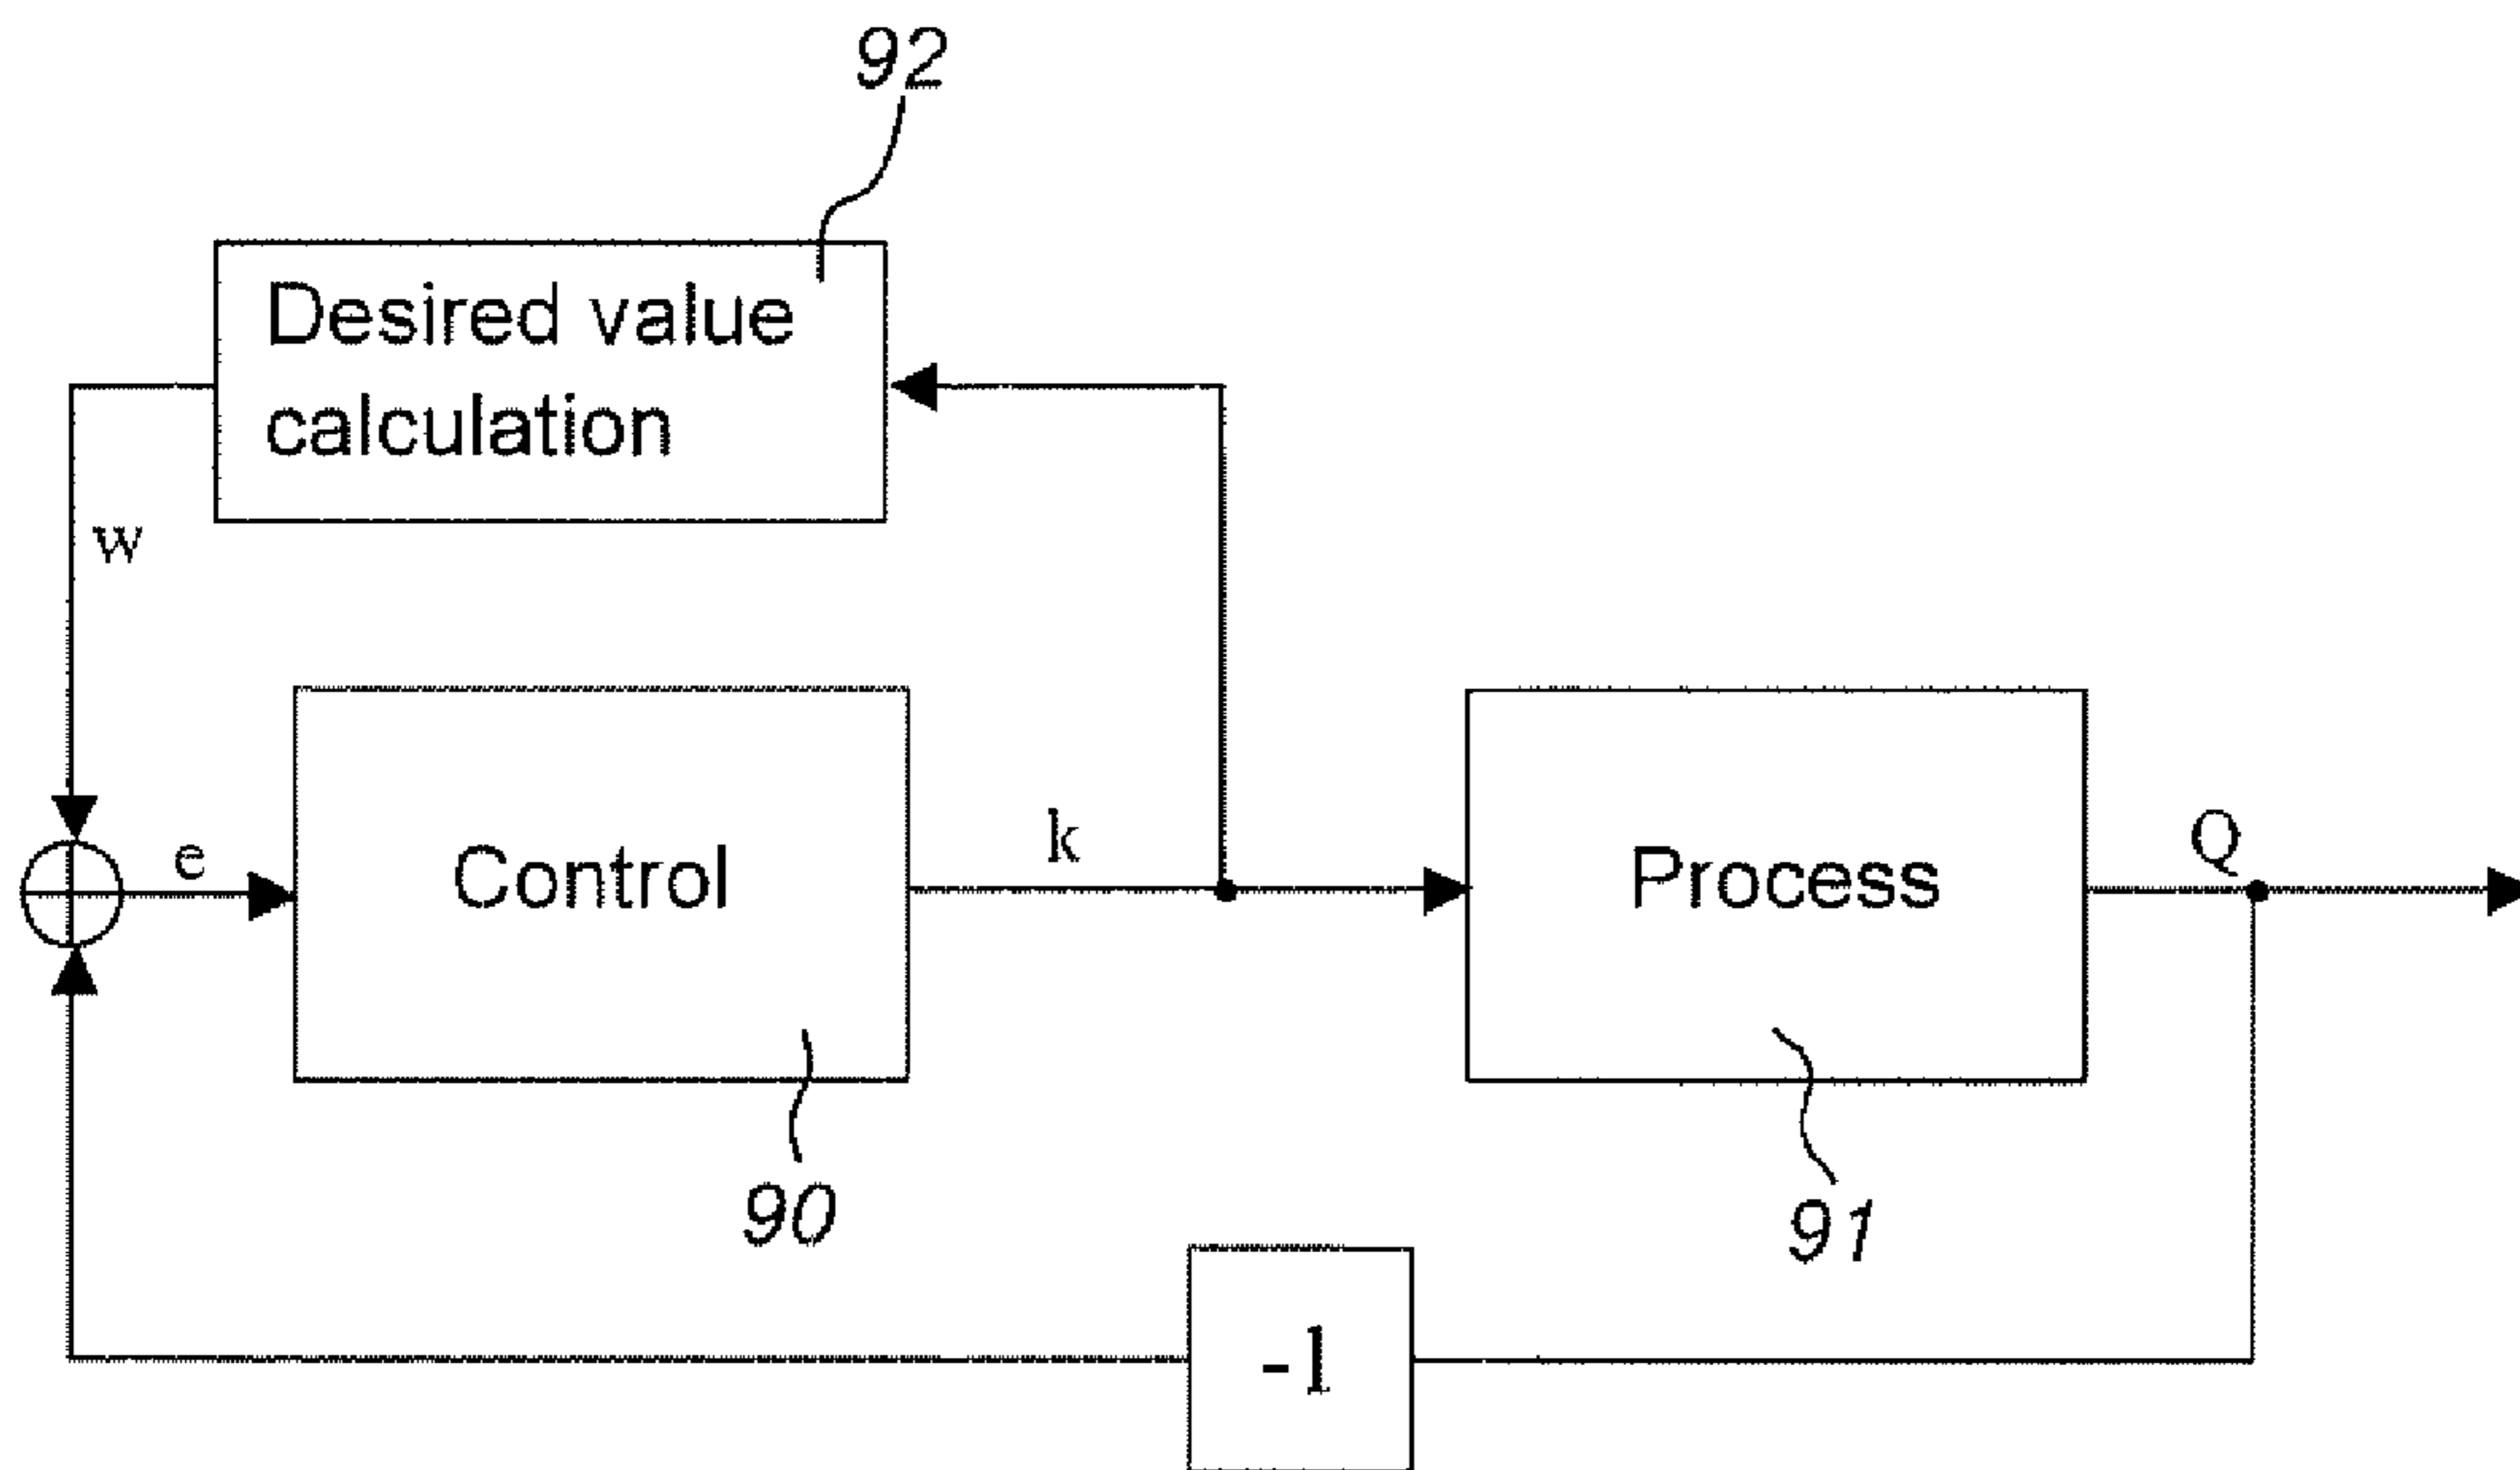 92
Desired value
calculation
w
e
Control
k
Process
Q
90
91
-1